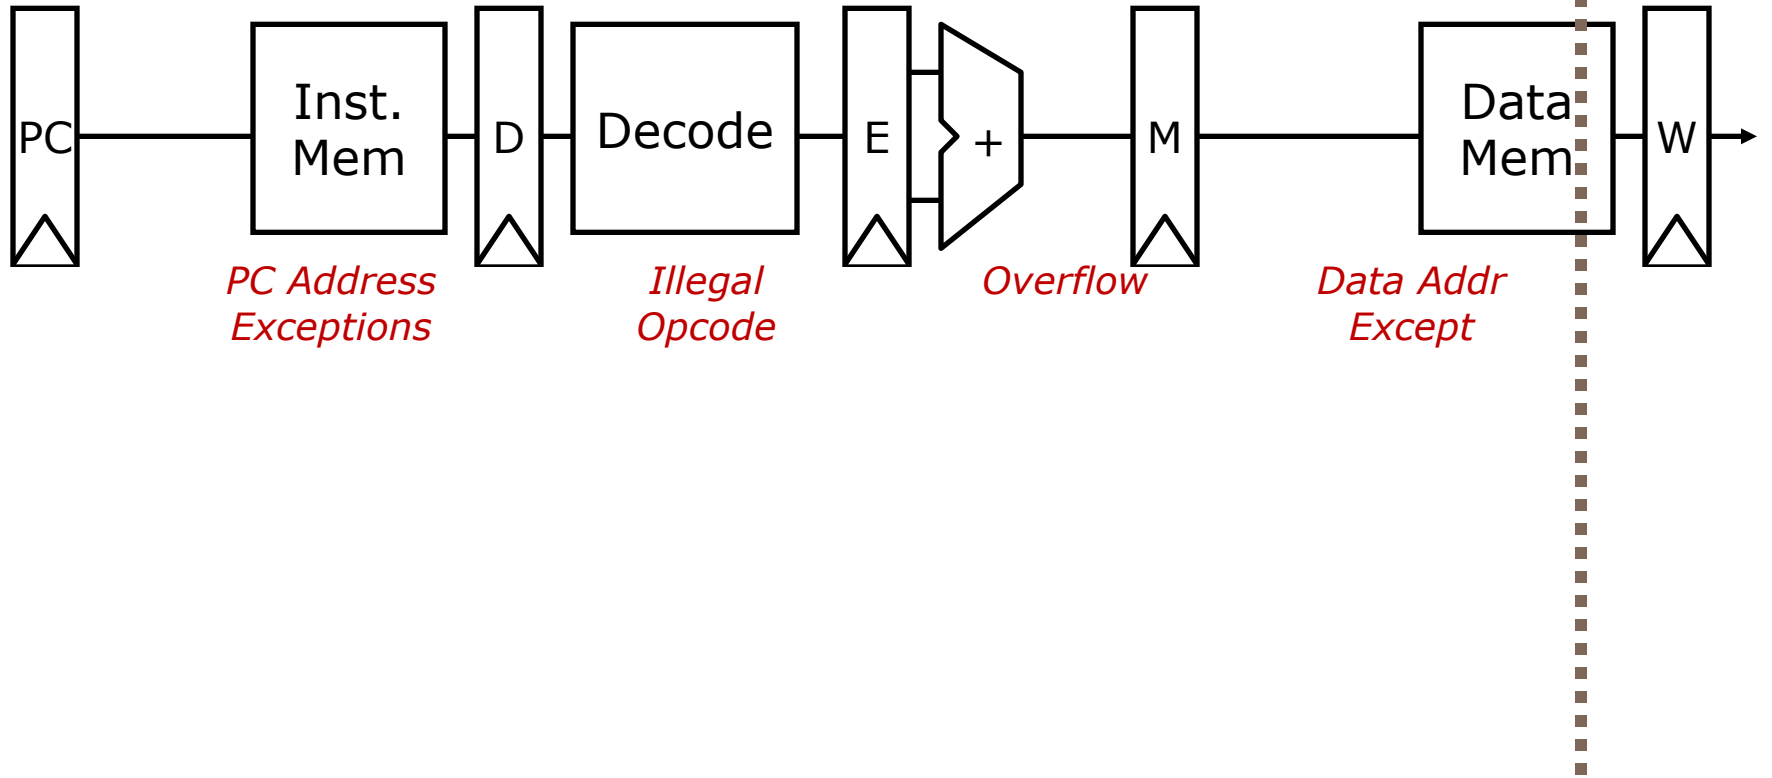 PC
Inst.
Mem
D
Decode
E
+
M
Data
Mem
W
PC Address
Exceptions
Illegal
Opcode
Overflow
Data Addr
Except